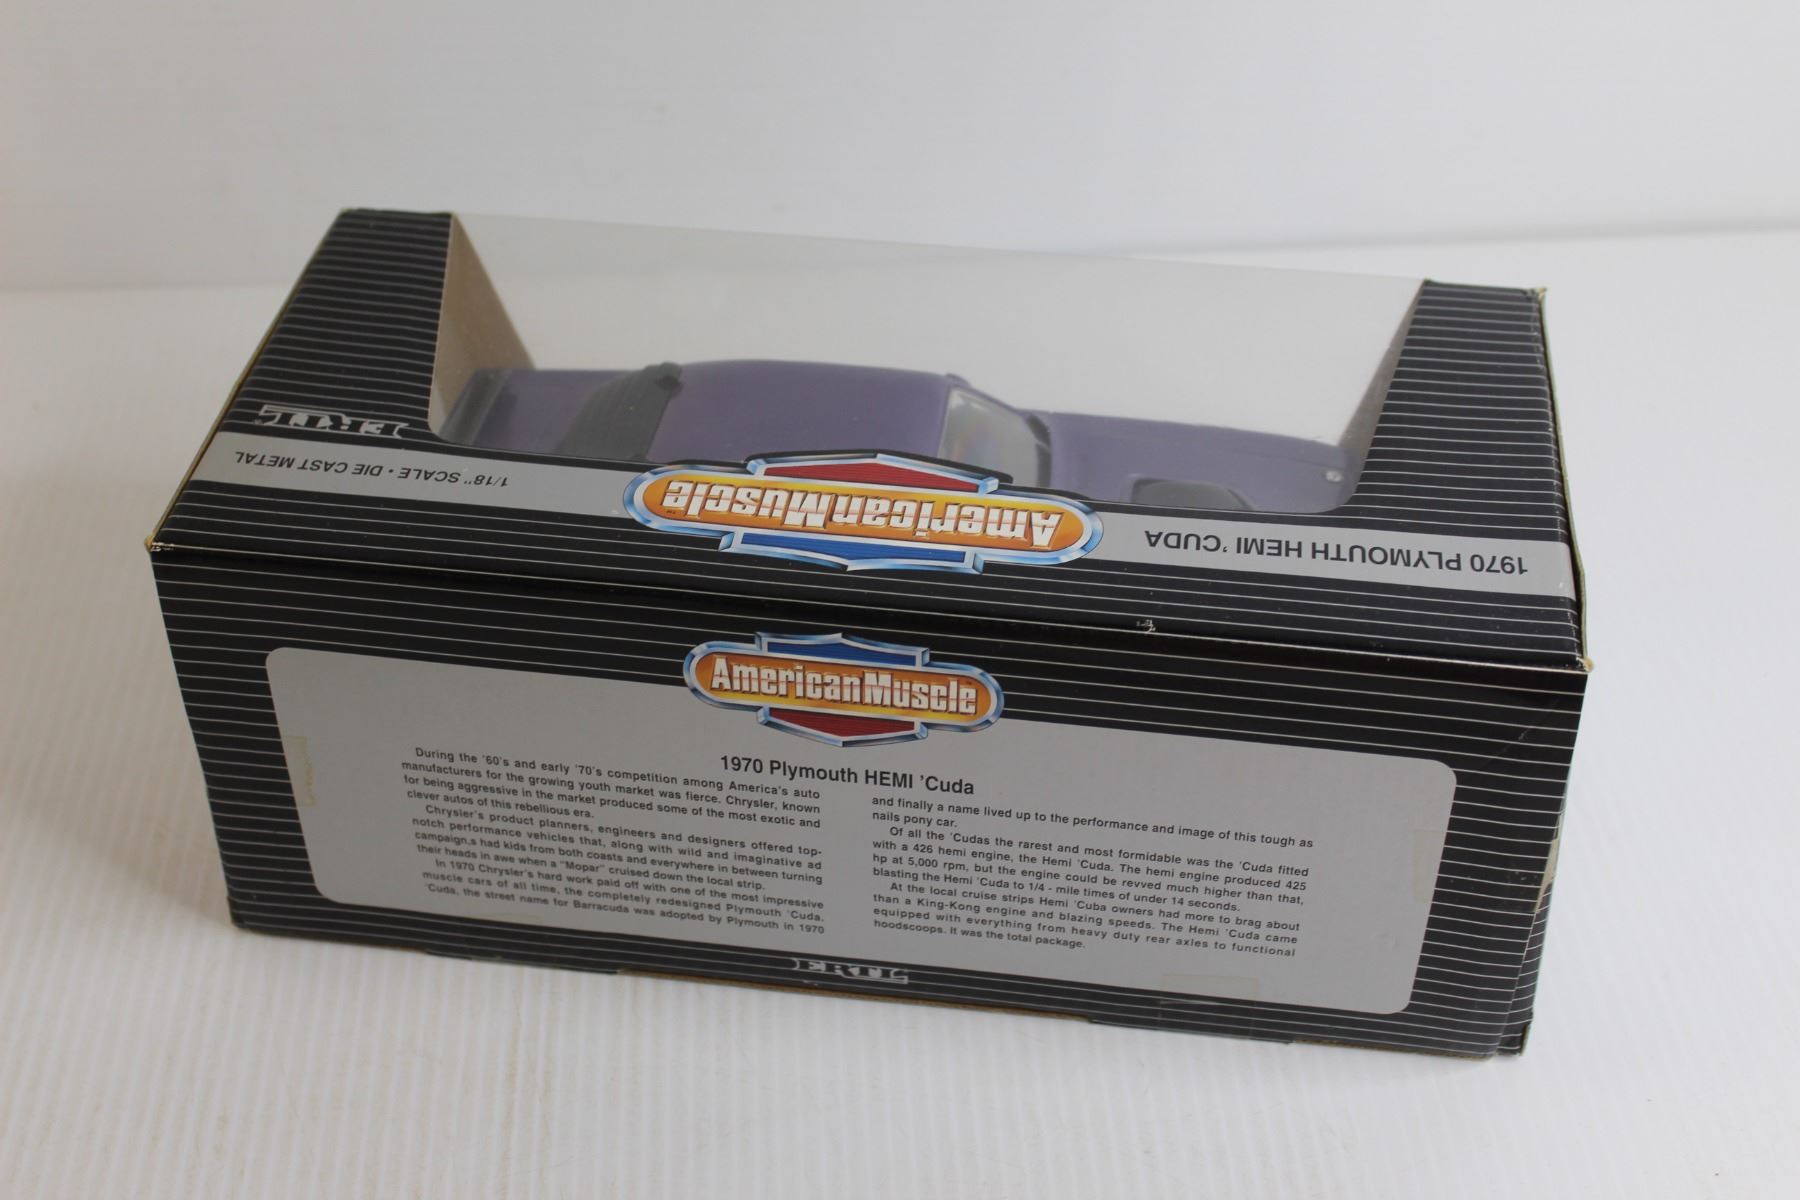 ERTL
1/18" SCALE • DIE CAST METAL
AmericanMuscle™
1970 PLYMOUTH HEMI 'CUDA
AmericanMuscle™
1970 Plymouth HEMI 'Cuda
During the '60's and early '70's competition among America's auto
manufacturers for the growing youth market was fierce. Chrysler, known
for being aggressive in the market produced some of the most exotic and
clever autos of this rebellious era.
Chrysler's product planners, engineers and designers offered top-
notch performance vehicles that, along with wild and imaginative ad
campaign,s had kids from both coasts and everywhere in between turning
their heads in awe when a "Mopar" cruised down the local strip.
In 1970 Chrysler's hard work paid off with one of the most impressive
muscle cars of all time, the completely redesigned Plymouth 'Cuda.
'Cuda, the street name for Barracuda was adopted by Plymouth in 1970
and finally a name lived up to the performance and image of this tough as
nails pony car.
Of all the 'Cudas the rarest and most formidable was the 'Cuda fitted
with a 426 hemi engine, the Hemi 'Cuda. The hemi engine produced 425
hp at 5,000 rpm, but the engine could be revved much higher than that,
blasting the Hemi 'Cuda to 1/4 - mile times of under 14 seconds.
At the local cruise strips Hemi 'Cuba owners had more to brag about
than a King-Kong engine and blazing speeds. The Hemi 'Cuda came
equipped with everything from heavy duty rear axles to functional
hoodscoops. It was the total package.
ERTL